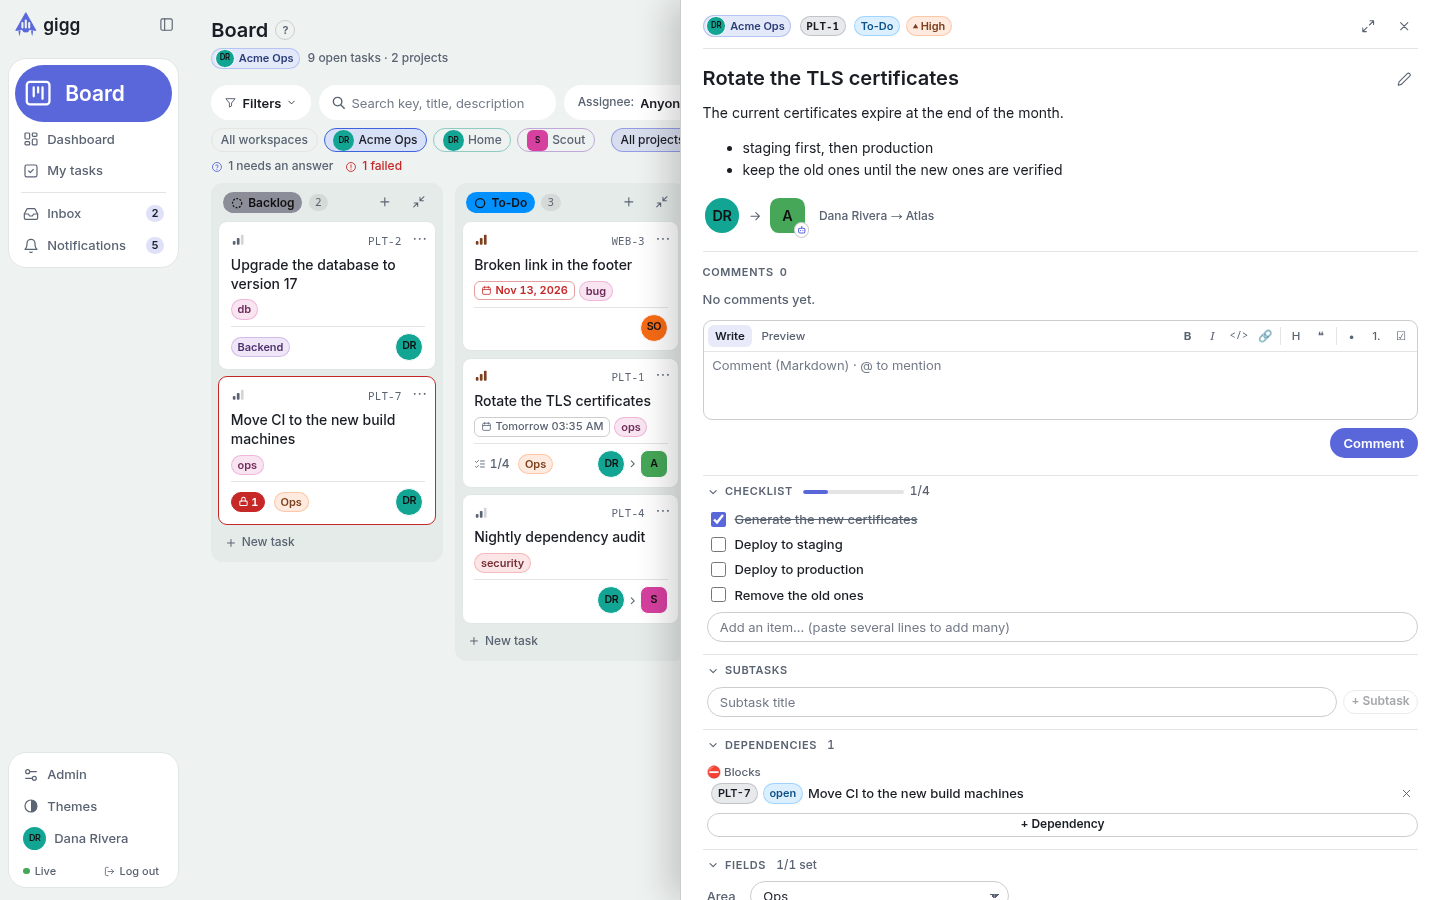 gigg
Board
Dashboard
My tasks
Inbox 2
Notifications 5
Admin
Themes
DR Dana Rivera
Live Log out
Board ?
DR Acme Ops 9 open tasks · 2 projects
Filters Search key, title, description Assignee: Anyon
All workspaces DR Acme Ops DR Home S Scout All projects
1 needs an answer 1 failed
Backlog 2
PLT-2
Upgrade the database to
version 17
db
Backend DR
PLT-7
Move CI to the new build
machines
ops
1 Ops DR
New task
To-Do 3
WEB-3
Broken link in the footer
Nov 13, 2026 bug
SO
PLT-1
Rotate the TLS certificates
Tomorrow 03:35 AM ops
1/4 Ops DR A
PLT-4
Nightly dependency audit
security
DR S
New task
DR Acme Ops PLT-1 To-Do High
Rotate the TLS certificates
The current certificates expire at the end of the month.
• staging first, then production
• keep the old ones until the new ones are verified
DR → A Dana Rivera → Atlas
COMMENTS 0
No comments yet.
Write Preview B I </> H ❝ • 1. ☑
Comment (Markdown) · @ to mention
Comment
CHECKLIST 1/4
Generate the new certificates
Deploy to staging
Deploy to production
Remove the old ones
Add an item... (paste several lines to add many)
SUBTASKS
Subtask title + Subtask
DEPENDENCIES 1
Blocks
PLT-7 open Move CI to the new build machines
+ Dependency
FIELDS 1/1 set
Area Ops